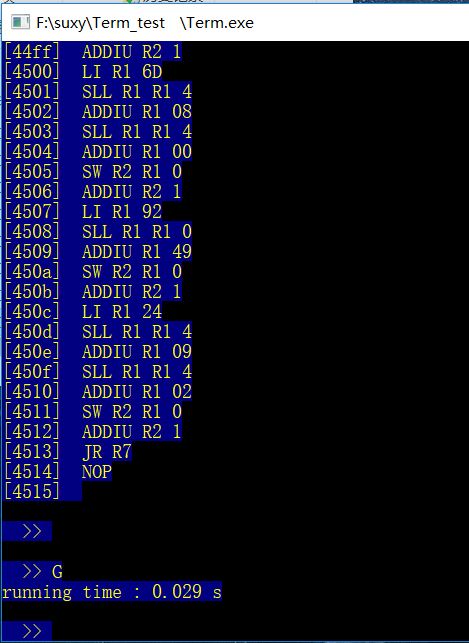 F:\suxy\Term_test \Term.exe
[44ff] ADDIU R2 1
[4500] LI R1 6D
[4501] SLL R1 R1 4
[4502] ADDIU R1 08
[4503] SLL R1 R1 4
[4504] ADDIU R1 00
[4505] SW R2 R1 0
[4506] ADDIU R2 1
[4507] LI R1 92
[4508] SLL R1 R1 0
[4509] ADDIU R1 49
[450a] SW R2 R1 0
[450b] ADDIU R2 1
[450c] LI R1 24
[450d] SLL R1 R1 4
[450e] ADDIU R1 09
[450f] SLL R1 R1 4
[4510] ADDIU R1 02
[4511] SW R2 R1 0
[4512] ADDIU R2 1
[4513] JR R7
[4514] NOP
[4515]
>>
>> G
running time : 0.029 s
>>